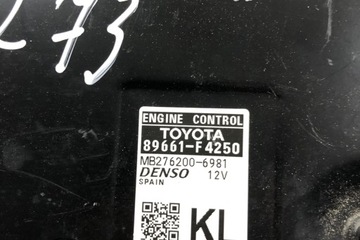 273
ENGINE CONTROL
TOYOTA
89661-F4250
MB276200-6981
DENSO 12V
SPAIN
KL